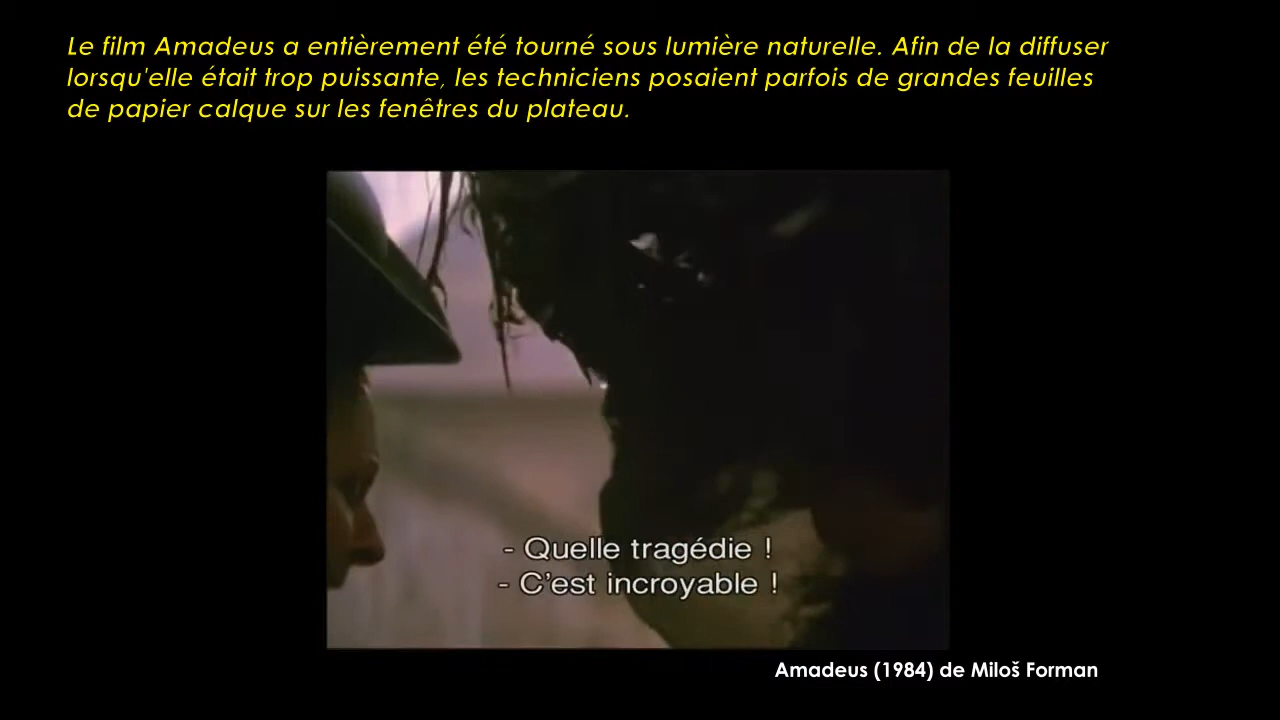 Le film Amadeus a entièrement été tourné sous lumière naturelle. Afin de la diffuser
lorsqu'elle était trop puissante, les techniciens posaient parfois de grandes feuilles
de papier calque sur les fenêtres du plateau.
- Quelle tragédie !
- C'est incroyable !
Amadeus (1984) de Miloš Forman